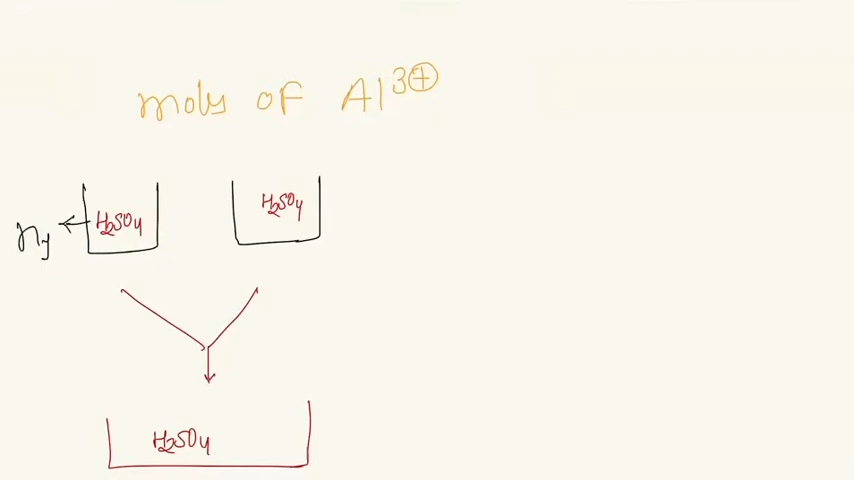 moles of Al³⊕
H₂SO₄ H₂SO₄
H₂SO₄